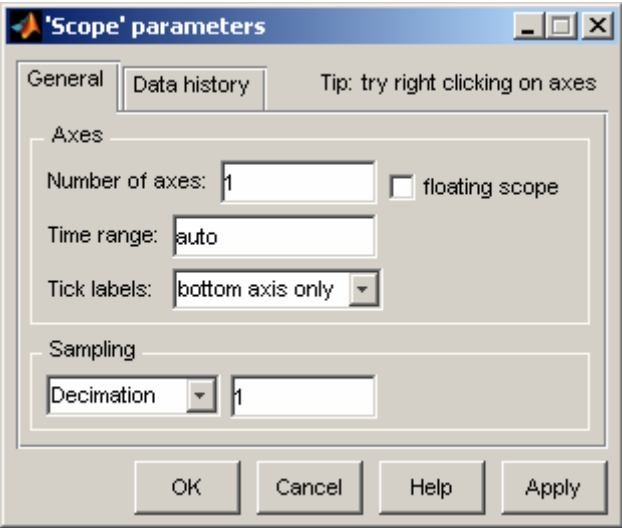 'Scope' parameters
General
Data history
Tip: try right clicking on axes
Axes
Number of axes: 1
floating scope
Time range: auto
Tick labels: bottom axis only
Sampling
Decimation 1
OK Cancel Help Apply